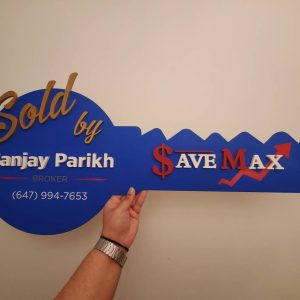 Sold
by
anjay Parikh
BROKER
(647) 994-7653
$AVE MAX